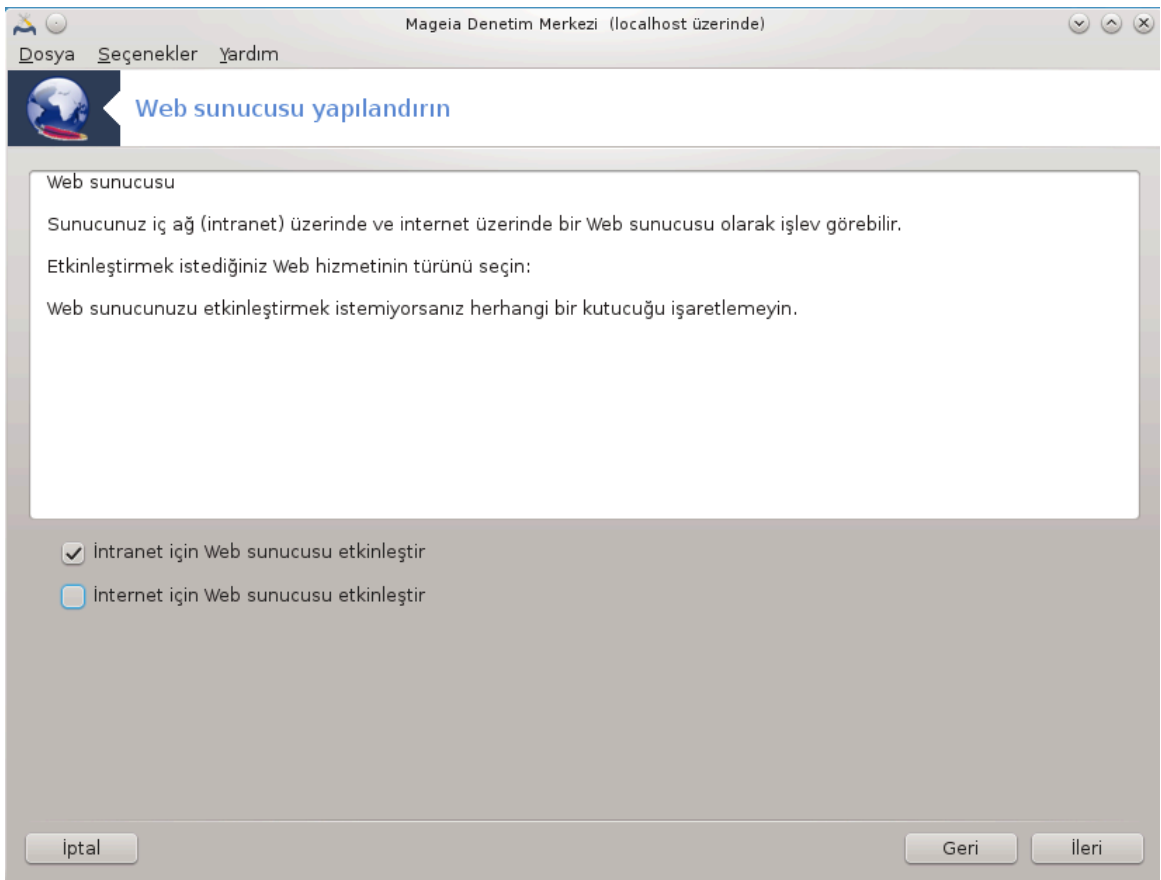 Mageia Denetim Merkezi (localhost üzerinde)
Dosya Seçenekler Yardım
Web sunucusu yapılandırın
Web sunucusu
Sunucunuz iç ağ (intranet) üzerinde ve internet üzerinde bir Web sunucusu olarak işlev görebilir.
Etkinleştirmek istediğiniz Web hizmetinin türünü seçin:
Web sunucunuzu etkinleştirmek istemiyorsanız herhangi bir kutucuğu işaretlemeyin.
İntranet için Web sunucusu etkinleştir
İnternet için Web sunucusu etkinleştir
İptal Geri İleri